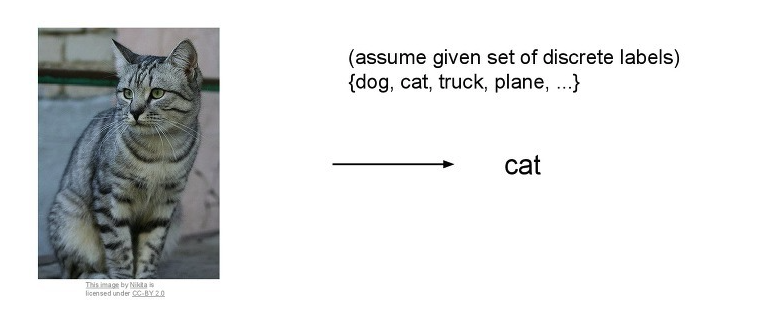 (assume given set of discrete labels)
{dog, cat, truck, plane, ...}
cat
This image by Nikita is
licensed under CC-BY 2.0